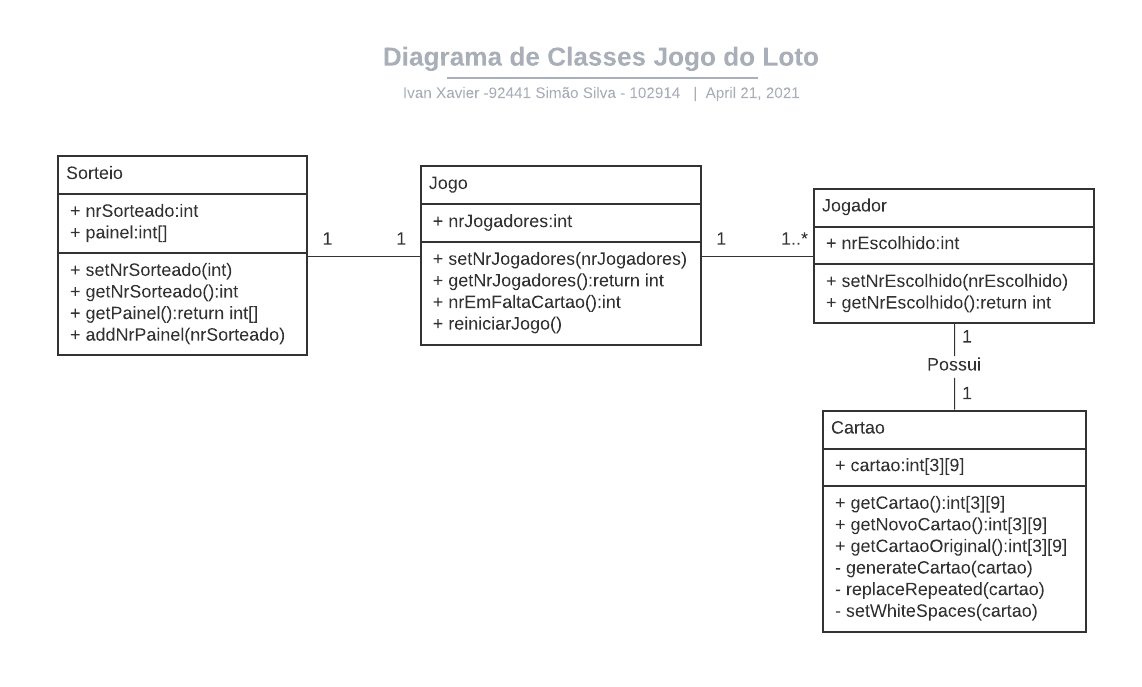 Diagrama de Classes Jogo do Loto
Ivan Xavier -92441 Simão Silva - 102914 | April 21, 2021
Sorteio
+ nrSorteado:int
+ painel:int[]
+ setNrSorteado(int)
+ getNrSorteado():int
+ getPainel():return int[]
+ addNrPainel(nrSorteado)
1
1
Jogo
+ nrJogadores:int
+ setNrJogadores(nrJogadores)
+ getNrJogadores():return int
+ nrEmFaltaCartao():int
+ reiniciarJogo()
1
1..*
Jogador
+ nrEscolhido:int
+ setNrEscolhido(nrEscolhido)
+ getNrEscolhido():return int
1
Possui
1
Cartao
+ cartao:int[3][9]
+ getCartao():int[3][9]
+ getNovoCartao():int[3][9]
+ getCartaoOriginal():int[3][9]
- generateCartao(cartao)
- replaceRepeated(cartao)
- setWhiteSpaces(cartao)